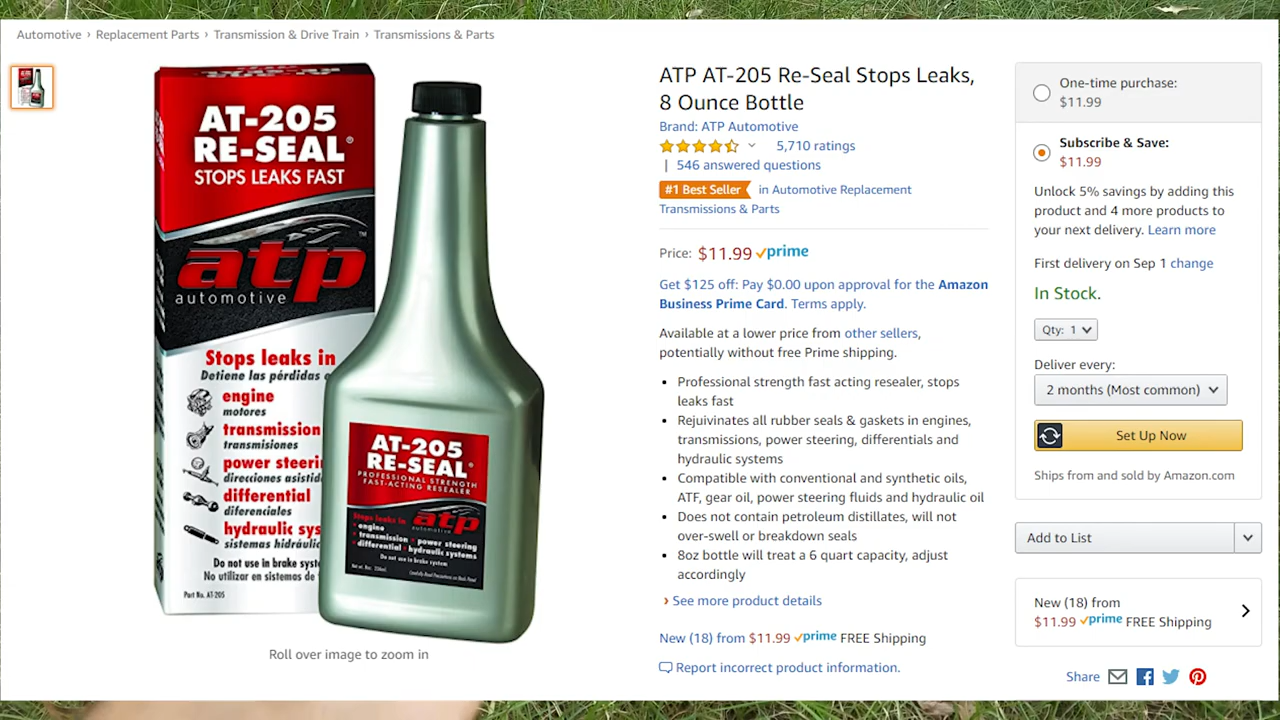 Automotive › Replacement Parts › Transmission & Drive Train › Transmissions & Parts
AT-205
RE-SEAL®
STOPS LEAKS FAST
atp™
automotive
Stops leaks in
Detiene las pérdidas e
engine
motores
transmission
transmisiones
power steeri
direcciones asistid
differential
diferenciales
hydraulic sys
sistemas hidráulic
Do not use in brake syst
No utilizar en sistemas de
Part No. AT-205
AT-205
RE-SEAL®
PROFESSIONAL STRENGTH
FAST-ACTING RESEALER
Stops leaks in
atp
automotive
• engine
• transmission • power steering
• differential • hydraulic systems
Do not use in brake system
Roll over image to zoom in
ATP AT-205 Re-Seal Stops Leaks,
8 Ounce Bottle
Brand: ATP Automotive
5,710 ratings
| 546 answered questions
#1 Best Seller in Automotive Replacement
Transmissions & Parts
Price: $11.99 prime
Get $125 off: Pay $0.00 upon approval for the Amazon
Business Prime Card. Terms apply.
Available at a lower price from other sellers,
potentially without free Prime shipping.
• Professional strength fast acting resealer, stops
leaks fast
• Rejuivinates all rubber seals & gaskets in engines,
transmissions, power steering, differentials and
hydraulic systems
• Compatible with conventional and synthetic oils,
ATF, gear oil, power steering fluids and hydraulic oil
• Does not contain petroleum distillates, will not
over-swell or breakdown seals
• 8oz bottle will treat a 6 quart capacity, adjust
accordingly
› See more product details
New (18) from $11.99 prime FREE Shipping
Report incorrect product information.
One-time purchase:
$11.99
Subscribe & Save:
$11.99
Unlock 5% savings by adding this
product and 4 more products to
your next delivery. Learn more
First delivery on Sep 1 change
In Stock.
Qty: 1
Deliver every:
2 months (Most common)
Set Up Now
Ships from and sold by Amazon.com
Add to List
New (18) from
$11.99 prime FREE Shipping
Share